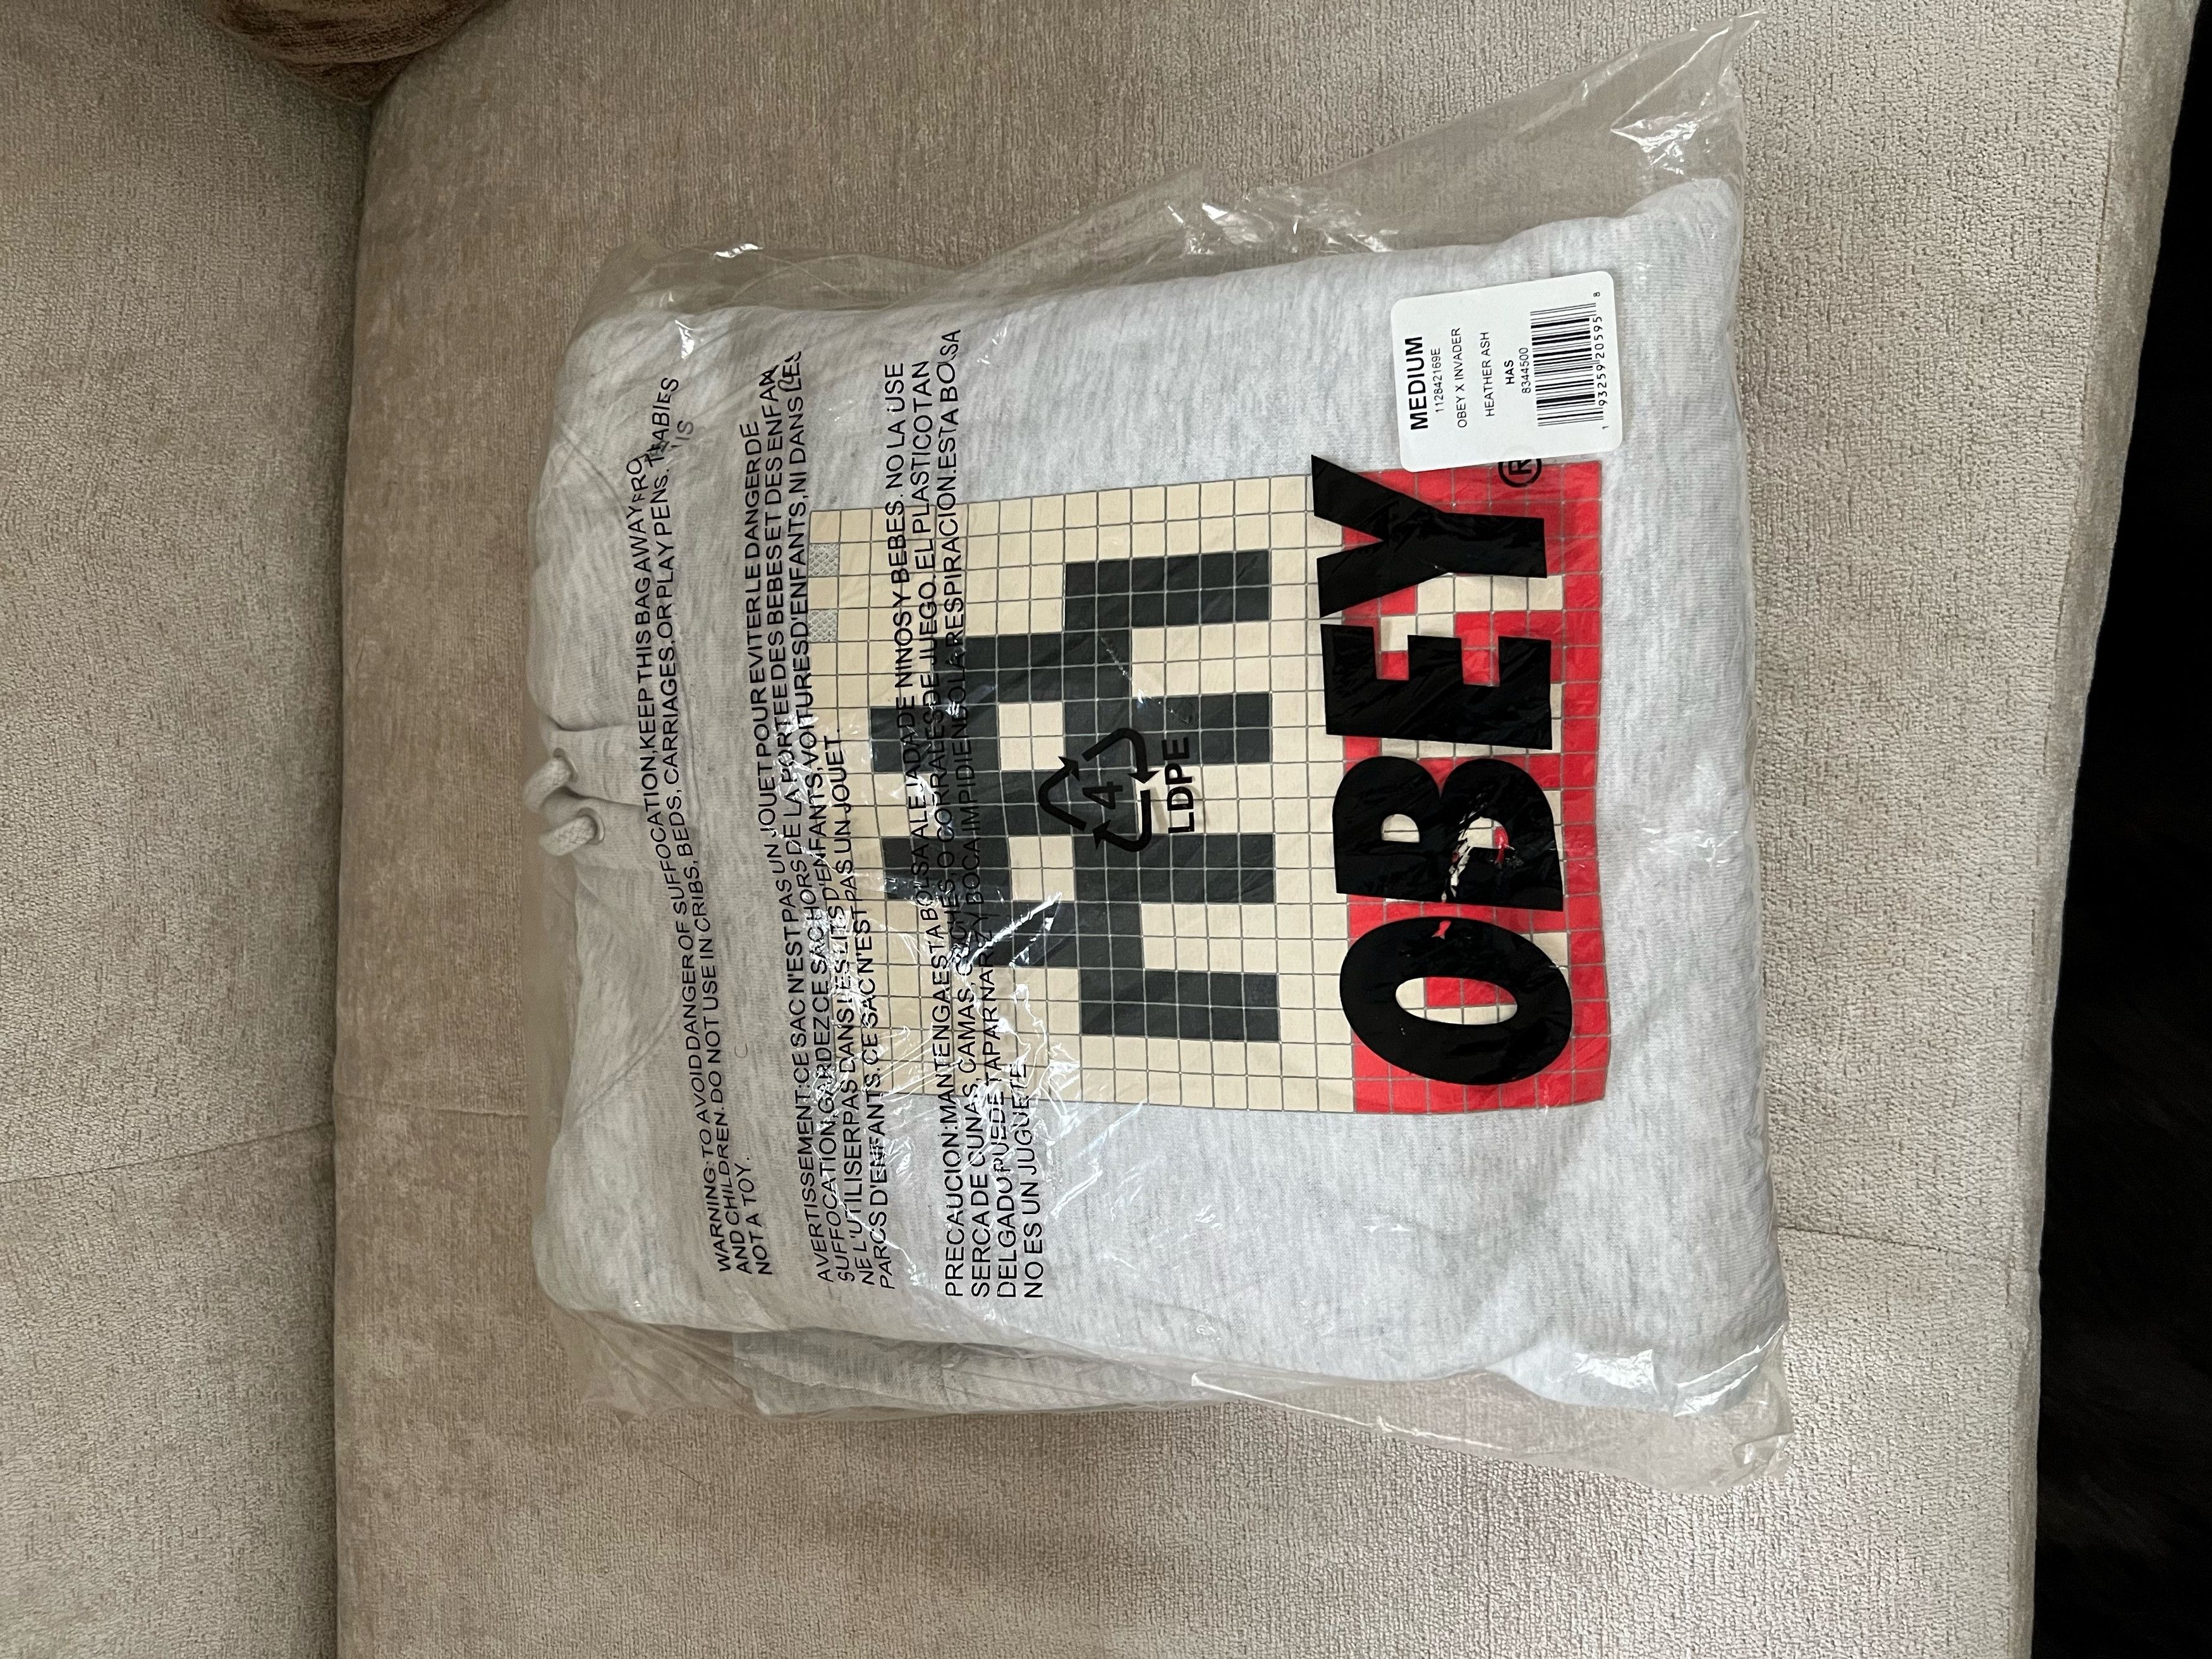 WARNING:TO AVOID DANGER OF SUFFOCATION,KEEP THIS BAG AWAY FRO
AND CHILDREN.DO NOT USE IN CRIBS, BEDS, CARRIAGES,OR PLAY PENS.
NOT A TOY.
AVERTISSEMENT:CE SAC N'EST PAS UN JOUET POUR EVITER LE DANGER DE
SUFFOCATION,GARDEZ CE SAC HORS DE LA PORTEE DES BEBES ET DES ENFAN
NE L'UTILISER PAS DANS LES LITS D'ENFANTS,VOITURES D'ENFANTS,NI DANS LES
PARCS D'ENFANTS.CE SAC N'EST PAS UN JOUET.
PRECAUCION:MANTENGA ESTA BOLSA ALEJADA DE NINOS Y BEBES. NO LA USE
SERCA DE CUNAS, CAMAS, COCHES,O CORRALES DE JUEGO. EL PLASTICO TAN
DELGADO PUEDE TAPAR NARIZ Y BOCA IMPIDIENDO LA RESPIRACION.ESTA BOLSA
NO ES UN JUGUETE.
4
LDPE
OBEY®
MEDIUM
112842169E
OBEY X INVADER
HEATHER ASH
HAS
8344500
1 93259 20595 8